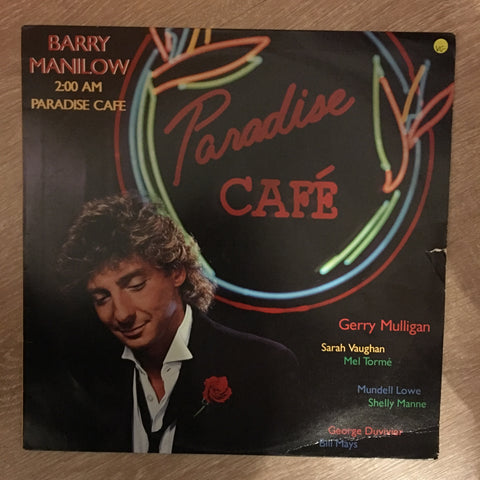 BARRY
MANILOW
2:00 AM
PARADISE CAFE
Paradise
CAFÉ
Gerry Mulligan
Sarah Vaughan
Mel Tormé
Mundell Lowe
Shelly Manne
George Duvivier
Bill Mays